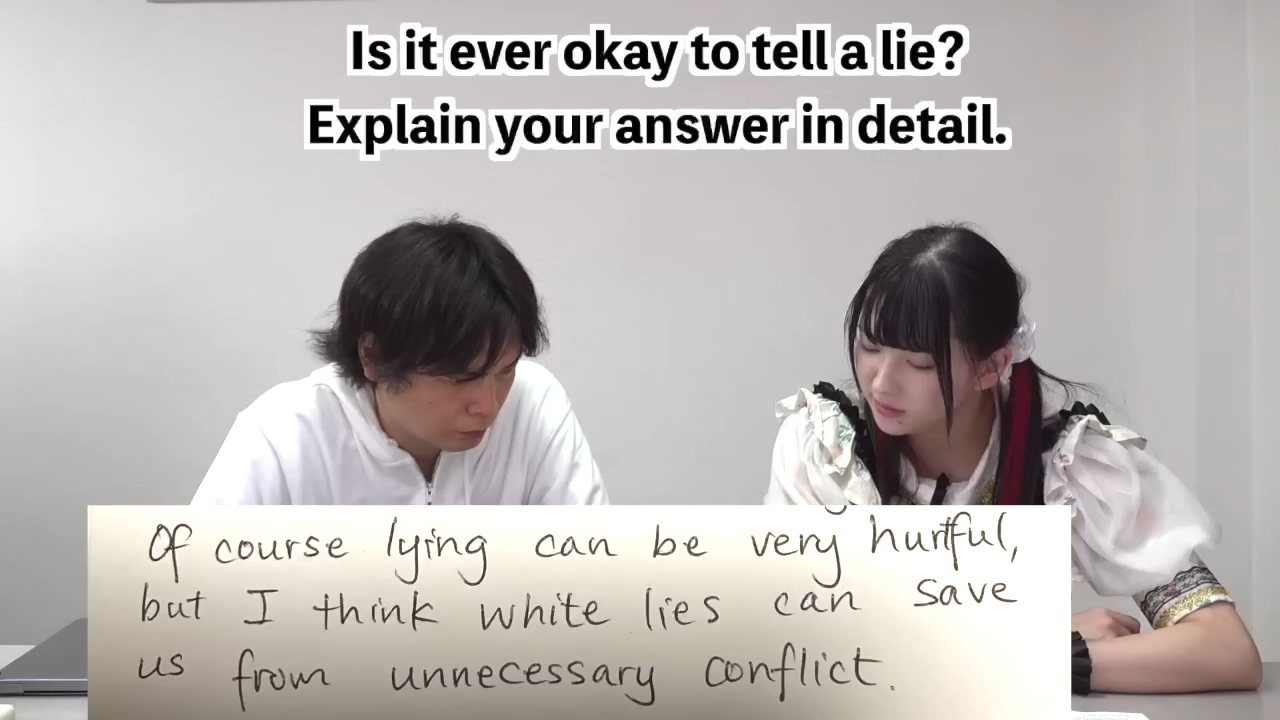 Is it ever okay to tell a lie?
Explain your answer in detail.
Of course lying can be very hurtful,
but I think white lies can save
us from unnecessary conflict.